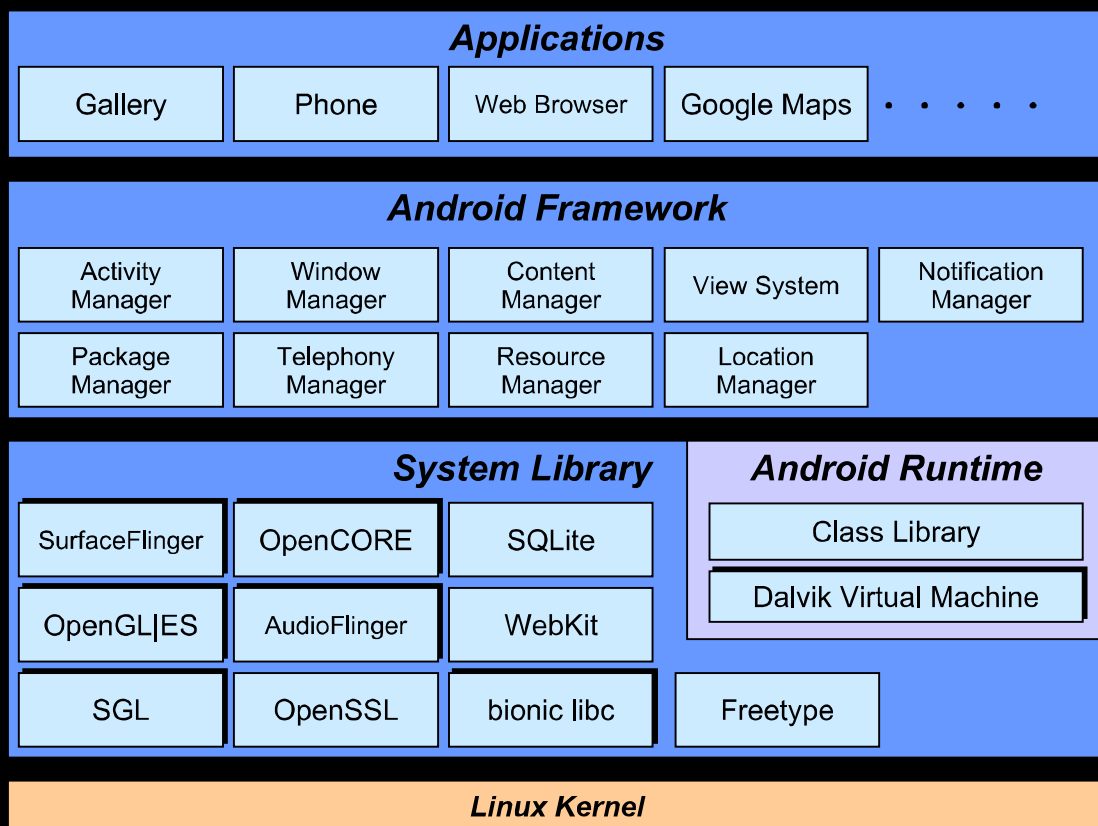 Applications
Gallery
Phone
Web Browser
Google Maps
. . . . .
Android Framework
Activity
Manager
Window
Manager
Content
Manager
View System
Notification
Manager
Package
Manager
Telephony
Manager
Resource
Manager
Location
Manager
System Library
SurfaceFlinger
OpenCORE
SQLite
OpenGL|ES
AudioFlinger
WebKit
SGL
OpenSSL
bionic libc
Freetype
Android Runtime
Class Library
Dalvik Virtual Machine
Linux Kernel